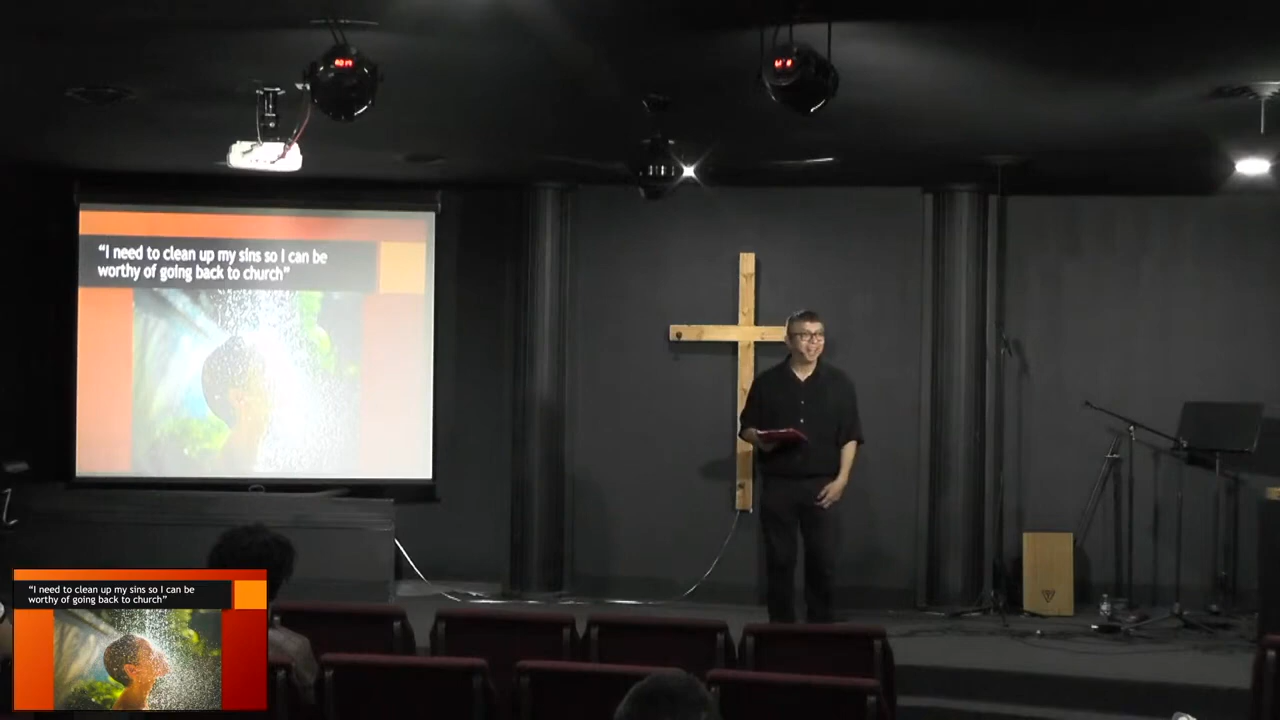 “I need to clean up my sins so I can be
worthy of going back to church”
“I need to clean up my sins so I can be
worthy of going back to church”